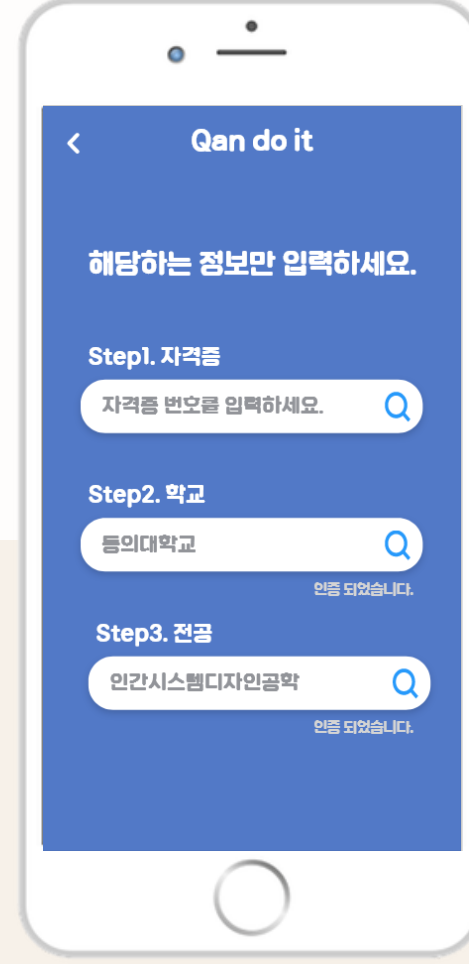 Qan do it
해당하는 정보만 입력하세요.
Step1. 자격증
자격증 번호를 입력하세요.
Step2. 학교
동의대학교
인증 되었습니다.
Step3. 전공
인간시스템디자인공학
인증 되었습니다.